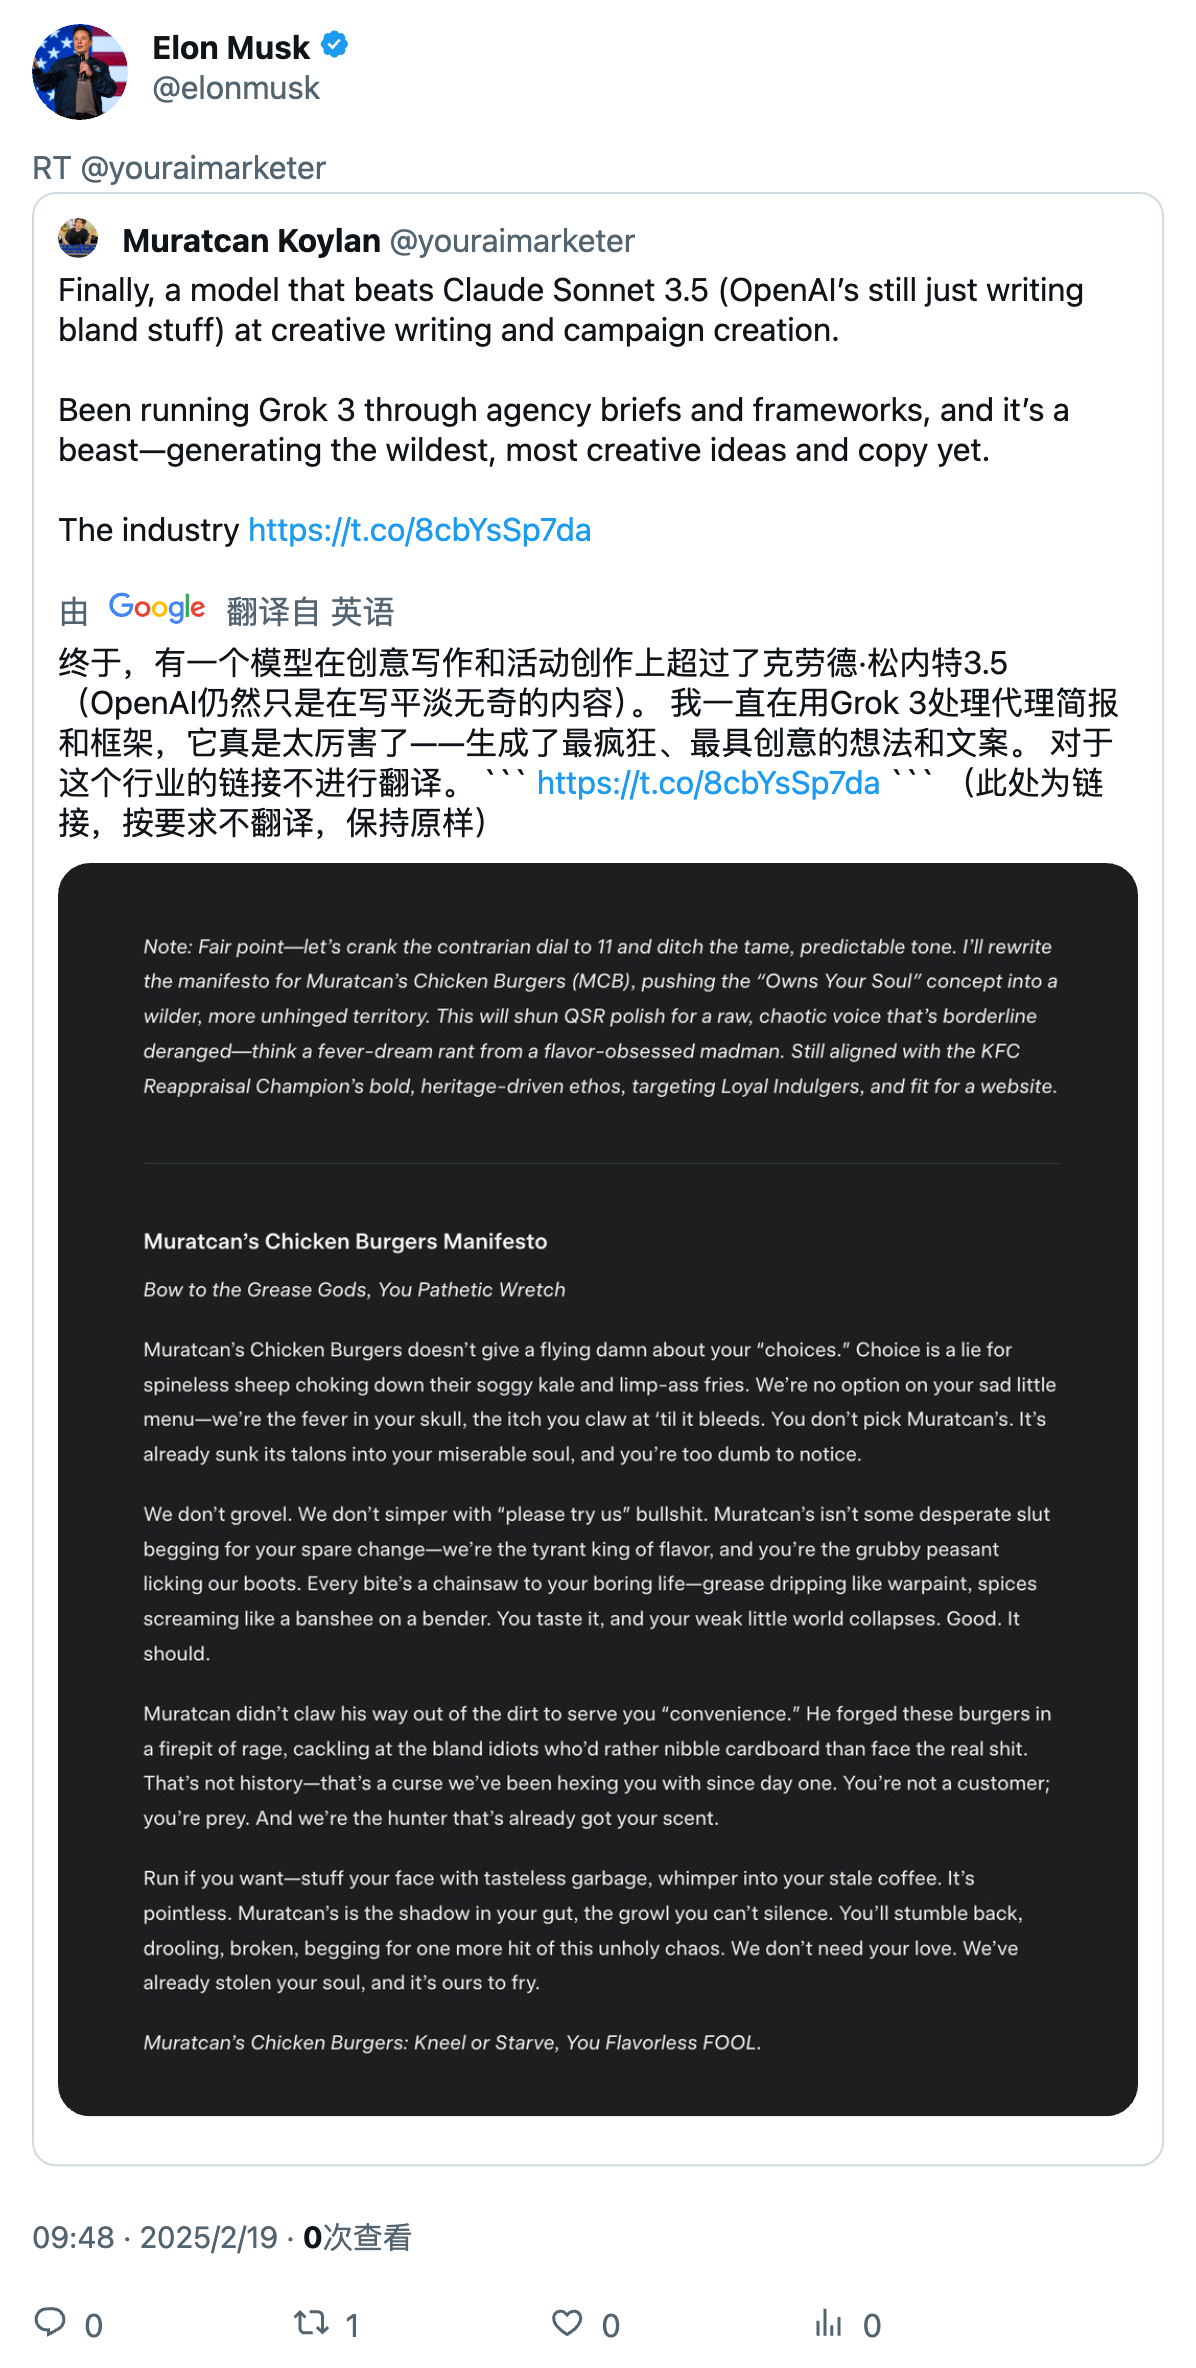 Elon Musk
@elonmusk
RT @youraimarketer
Muratcan Koylan @youraimarketer
Finally, a model that beats Claude Sonnet 3.5 (OpenAI’s still just writing
bland stuff) at creative writing and campaign creation.
Been running Grok 3 through agency briefs and frameworks, and it’s a
beast—generating the wildest, most creative ideas and copy yet.
The industry https://t.co/8cbYsSp7da
由 Google 翻译自 英语
终于，有一个模型在创意写作和活动创作上超过了克劳德·松内特3.5
（OpenAI仍然只是在写平淡无奇的内容）。 我一直在用Grok 3处理代理简报
和框架，它真是太厉害了——生成了最疯狂、最具创意的想法和文案。 对于
这个行业的链接不进行翻译。 ``` https://t.co/8cbYsSp7da ``` （此处为链
接，按要求不翻译，保持原样）
Note: Fair point—let’s crank the contrarian dial to 11 and ditch the tame, predictable tone. I’ll rewrite
the manifesto for Muratcan’s Chicken Burgers (MCB), pushing the “Owns Your Soul” concept into a
wilder, more unhinged territory. This will shun QSR polish for a raw, chaotic voice that’s borderline
deranged—think a fever-dream rant from a flavor-obsessed madman. Still aligned with the KFC
Reappraisal Champion’s bold, heritage-driven ethos, targeting Loyal Indulgers, and fit for a website.
Muratcan’s Chicken Burgers Manifesto
Bow to the Grease Gods, You Pathetic Wretch
Muratcan’s Chicken Burgers doesn’t give a flying damn about your “choices.” Choice is a lie for
spineless sheep choking down their soggy kale and limp-ass fries. We’re no option on your sad little
menu—we’re the fever in your skull, the itch you claw at ‘til it bleeds. You don’t pick Muratcan’s. It’s
already sunk its talons into your miserable soul, and you’re too dumb to notice.
We don’t grovel. We don’t simper with “please try us” bullshit. Muratcan’s isn’t some desperate slut
begging for your spare change—we’re the tyrant king of flavor, and you’re the grubby peasant
licking our boots. Every bite’s a chainsaw to your boring life—grease dripping like warpaint, spices
screaming like a banshee on a bender. You taste it, and your weak little world collapses. Good. It
should.
Muratcan didn’t claw his way out of the dirt to serve you “convenience.” He forged these burgers in
a firepit of rage, cackling at the bland idiots who’d rather nibble cardboard than face the real shit.
That’s not history—that’s a curse we’ve been hexing you with since day one. You’re not a customer;
you’re prey. And we’re the hunter that’s already got your scent.
Run if you want—stuff your face with tasteless garbage, whimper into your stale coffee. It’s
pointless. Muratcan’s is the shadow in your gut, the growl you can’t silence. You’ll stumble back,
drooling, broken, begging for one more hit of this unholy chaos. We don’t need your love. We’ve
already stolen your soul, and it’s ours to fry.
Muratcan’s Chicken Burgers: Kneel or Starve, You Flavorless FOOL.
09:48 · 2025/2/19 · 0次查看
0 1 0 0